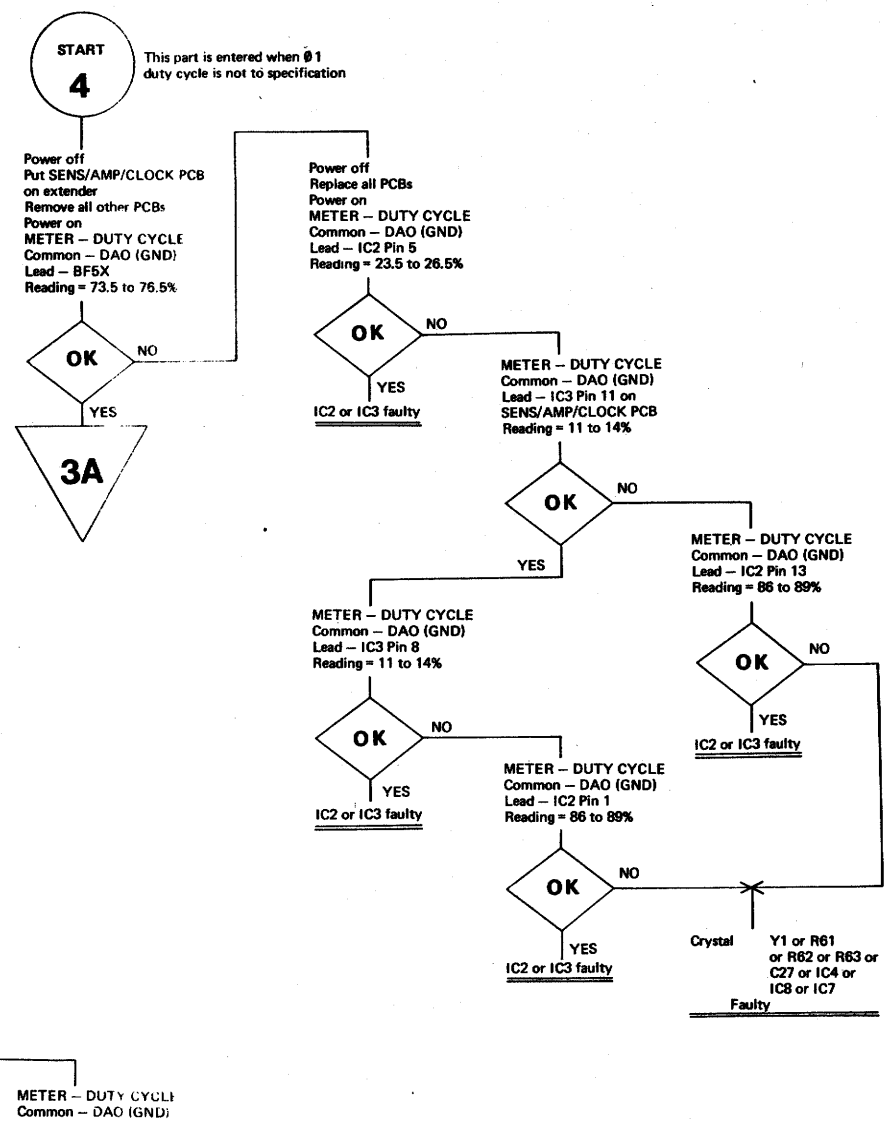 START
4
This part is entered when Ø1
duty cycle is not to specification
Power off
Put SENS/AMP/CLOCK PCB
on extender
Remove all other PCBs
Power on
METER – DUTY CYCLE
Common – DAO (GND)
Lead – BF5X
Reading = 73.5 to 76.5%
OK
NO
YES
3A
Power off
Replace all PCBs
Power on
METER – DUTY CYCLE
Common – DAO (GND)
Lead – IC2 Pin 5
Reading = 23.5 to 26.5%
OK
NO
YES
IC2 or IC3 faulty
METER – DUTY CYCLE
Common – DAO (GND)
Lead – IC3 Pin 11 on
SENS/AMP/CLOCK PCB
Reading = 11 to 14%
OK
NO
YES
METER – DUTY CYCLE
Common – DAO (GND)
Lead – IC2 Pin 13
Reading = 86 to 89%
OK
NO
YES
IC2 or IC3 faulty
METER – DUTY CYCLE
Common – DAO (GND)
Lead – IC3 Pin 8
Reading = 11 to 14%
OK
NO
YES
IC2 or IC3 faulty
METER – DUTY CYCLE
Common – DAO (GND)
Lead – IC2 Pin 1
Reading = 86 to 89%
OK
NO
YES
IC2 or IC3 faulty
Crystal Y1 or R61
or R62 or R63 or
C27 or IC4 or
IC8 or IC7
Faulty
METER – DUTY CYCLE
Common – DAO (GND)